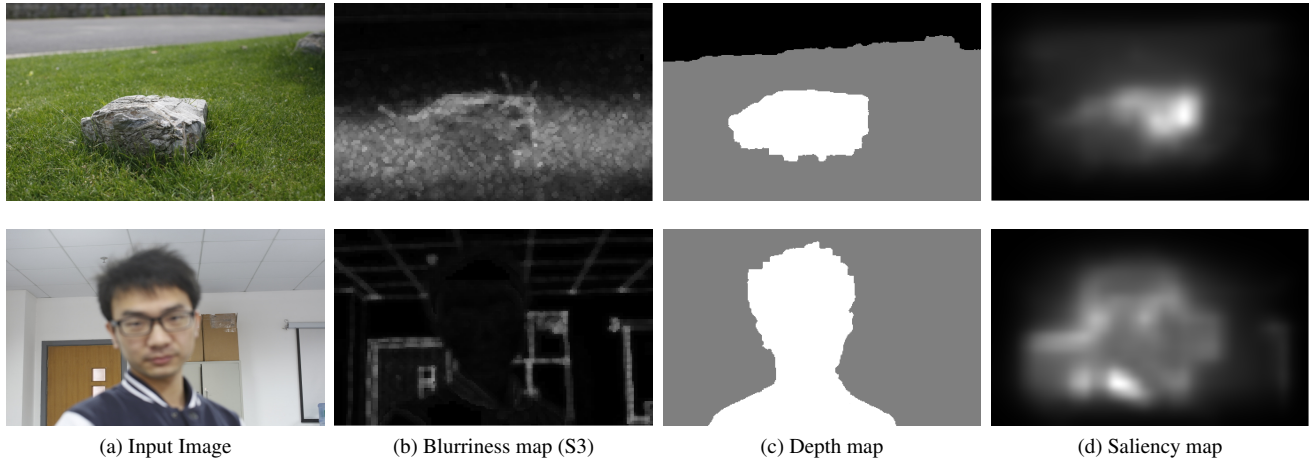 (a) Input Image
(b) Blurriness map (S3)
(c) Depth map
(d) Saliency map